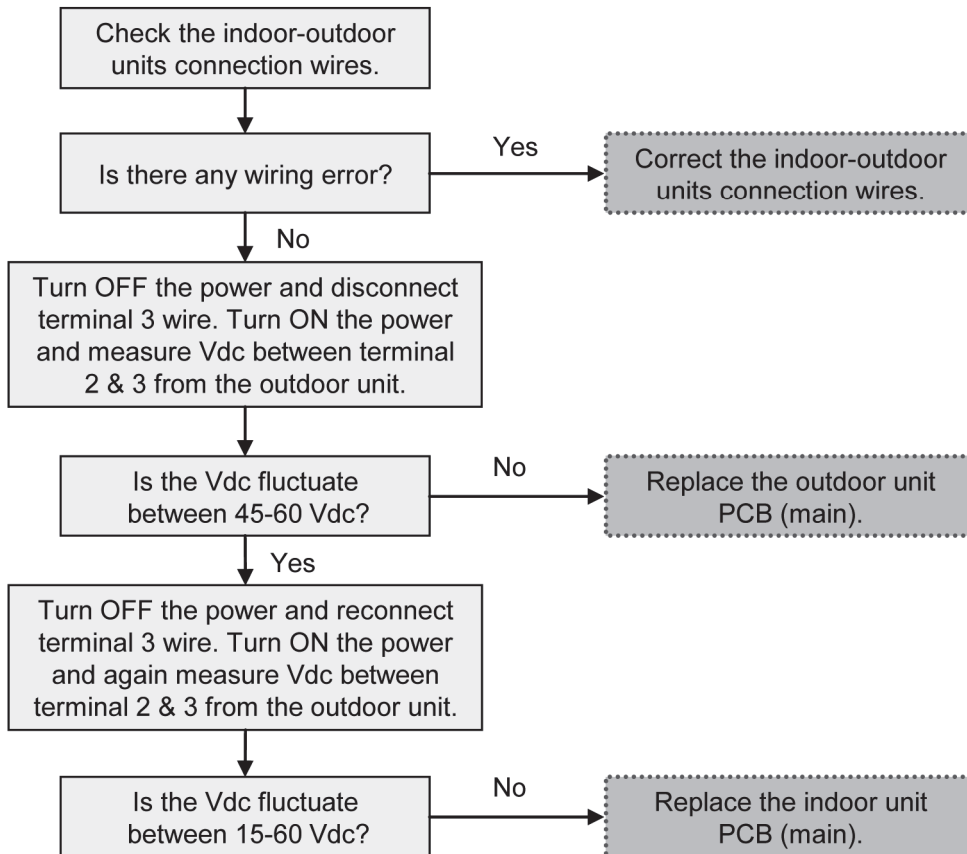 Check the indoor-outdoor
units connection wires.
Is there any wiring error?
Yes
Correct the indoor-outdoor
units connection wires.
No
Turn OFF the power and disconnect
terminal 3 wire. Turn ON the power
and measure Vdc between terminal
2 & 3 from the outdoor unit.
Is the Vdc fluctuate
between 45-60 Vdc?
No
Replace the outdoor unit
PCB (main).
Yes
Turn OFF the power and reconnect
terminal 3 wire. Turn ON the power
and again measure Vdc between
terminal 2 & 3 from the outdoor unit.
Is the Vdc fluctuate
between 15-60 Vdc?
No
Replace the indoor unit
PCB (main).